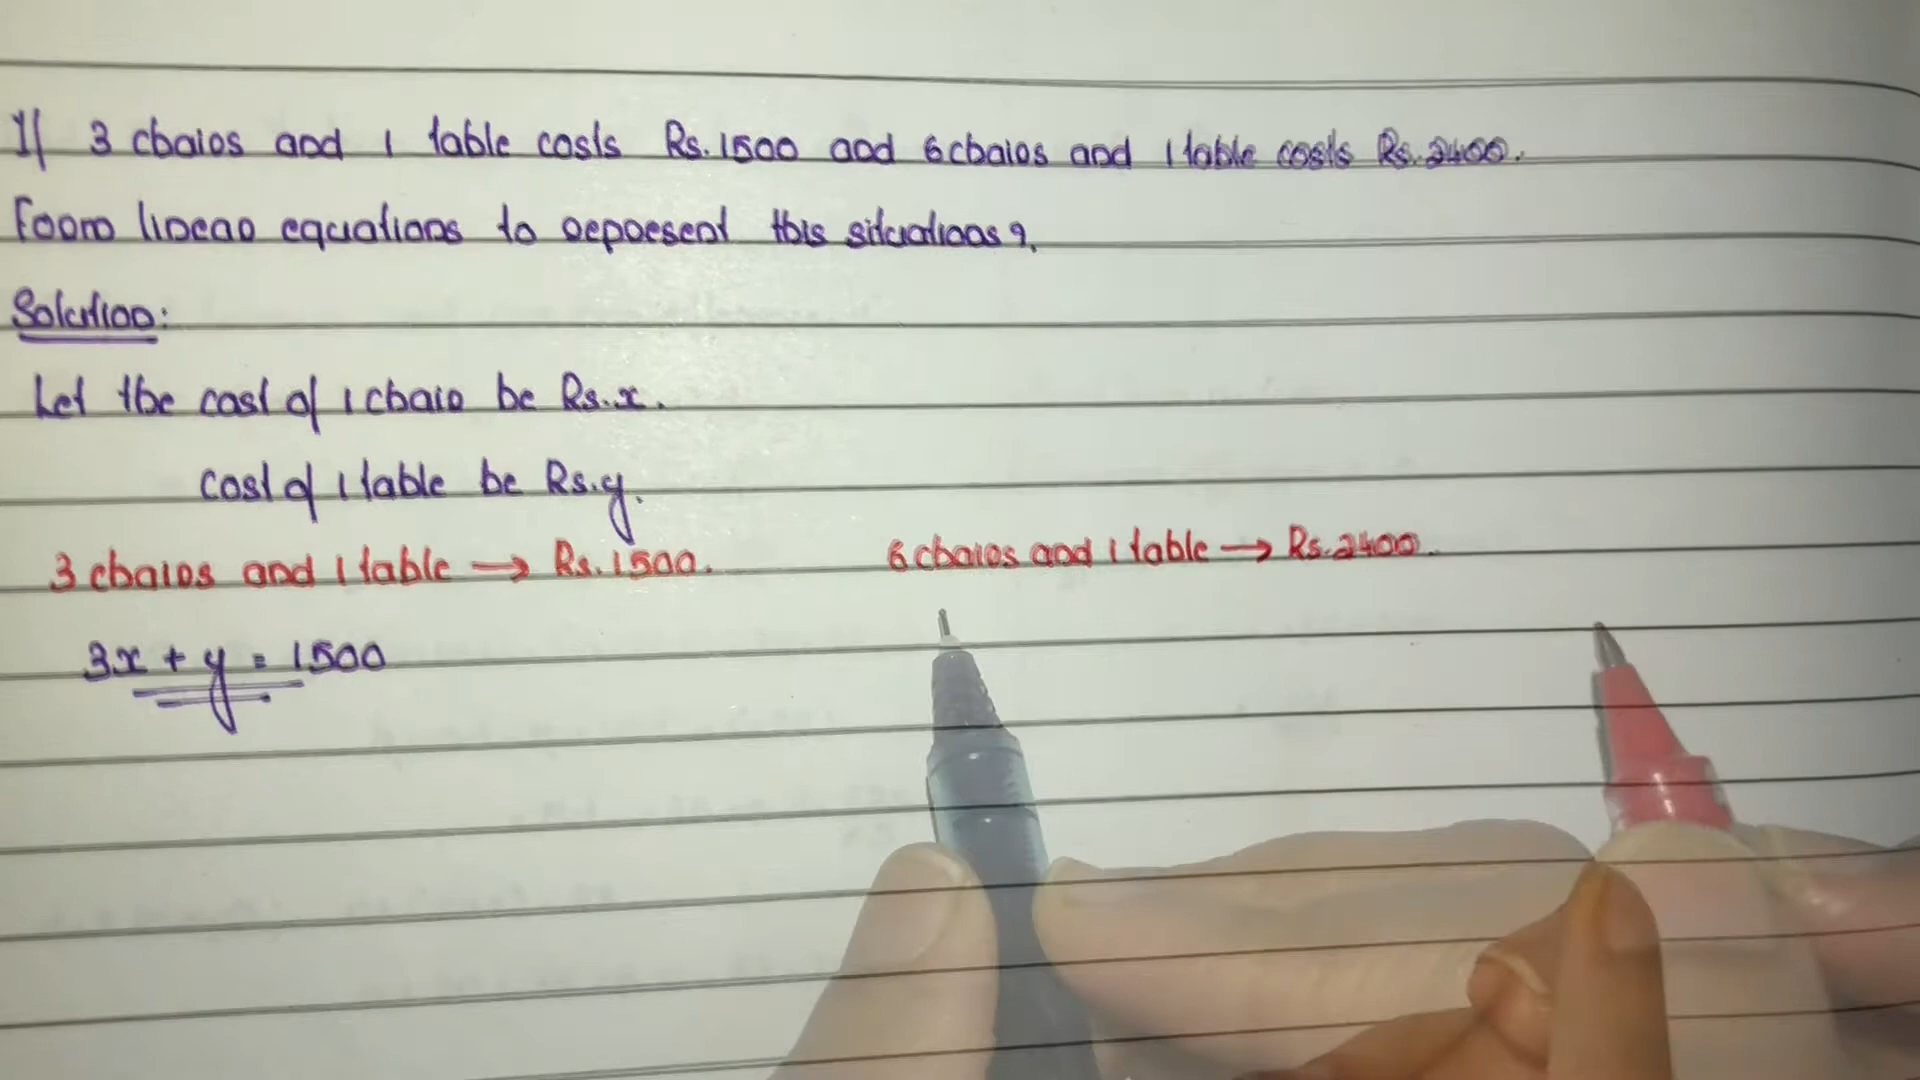 If 3 chairs and 1 table costs Rs. 1500 and 6 chairs and 1 table costs Rs. 2400.
Form linear equations to represent this situations?
Solution:
Let the cost of 1 chair be Rs. x.
cost of 1 table be Rs. y.
3 chairs and 1 table → Rs. 1500.
6 chairs and 1 table → Rs. 2400.
3x + y = 1500